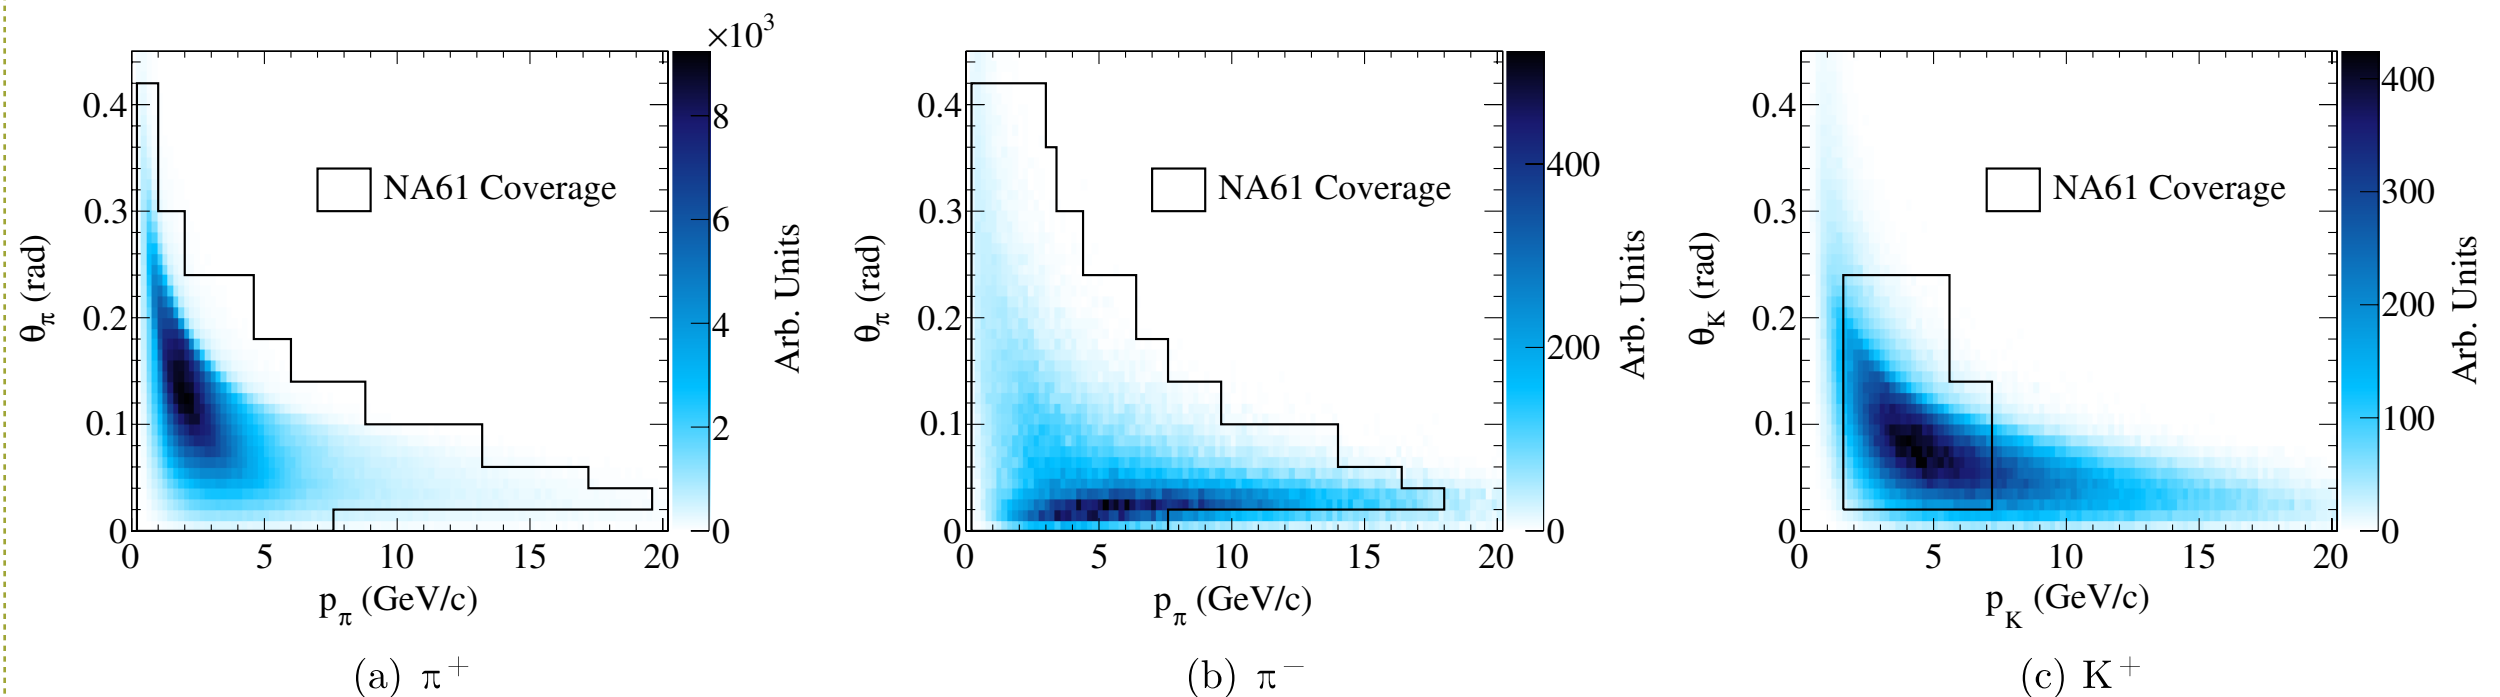 ×10³
0.4
0.3
0.2
0.1
0
θπ (rad)
NA61 Coverage
8
6
4
2
0
Arb. Units
0 5 10 15 20
pπ (GeV/c)
(a) π⁺
0.4
0.3
0.2
0.1
0
θπ (rad)
NA61 Coverage
400
200
0
Arb. Units
0 5 10 15 20
pπ (GeV/c)
(b) π⁻
0.4
0.3
0.2
0.1
0
θK (rad)
NA61 Coverage
400
300
200
100
0
Arb. Units
0 5 10 15 20
pK (GeV/c)
(c) K⁺